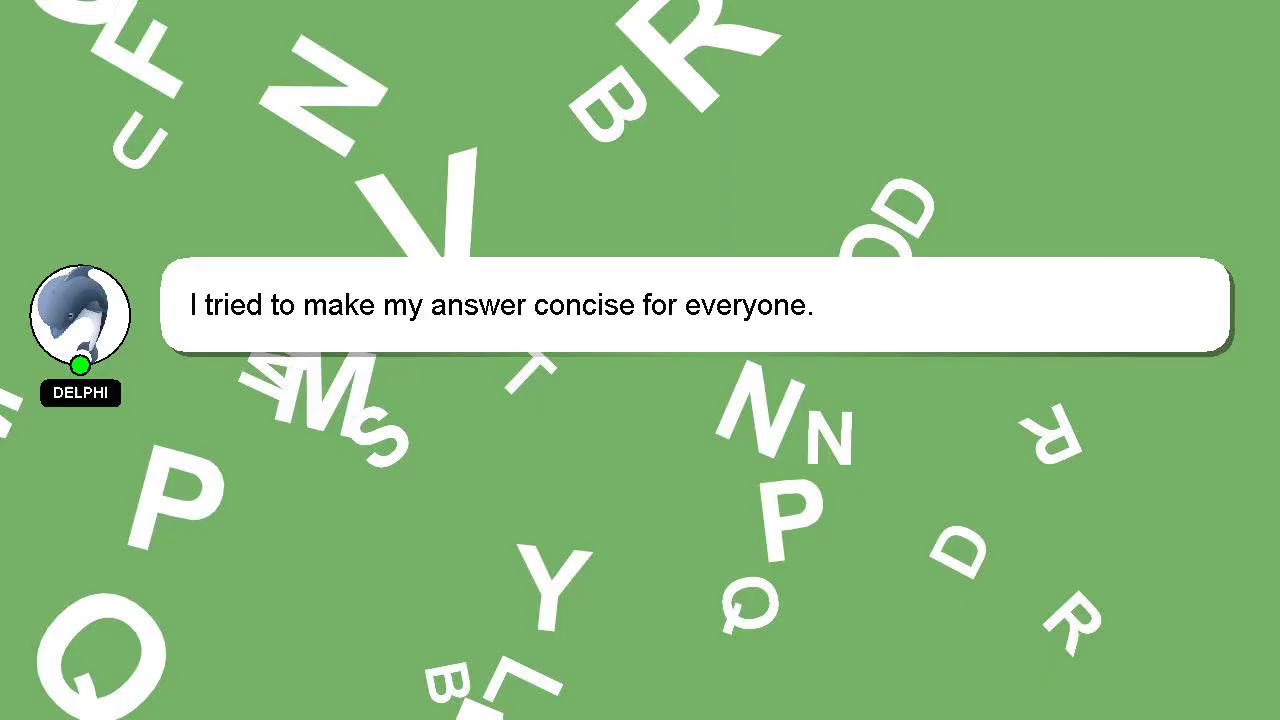 F
U
N
B
R
V
D
O
I tried to make my answer concise for everyone.
DELPHI
M
M
S
T
N
N
R
P
P
D
Y
Q
Q
R
B
L